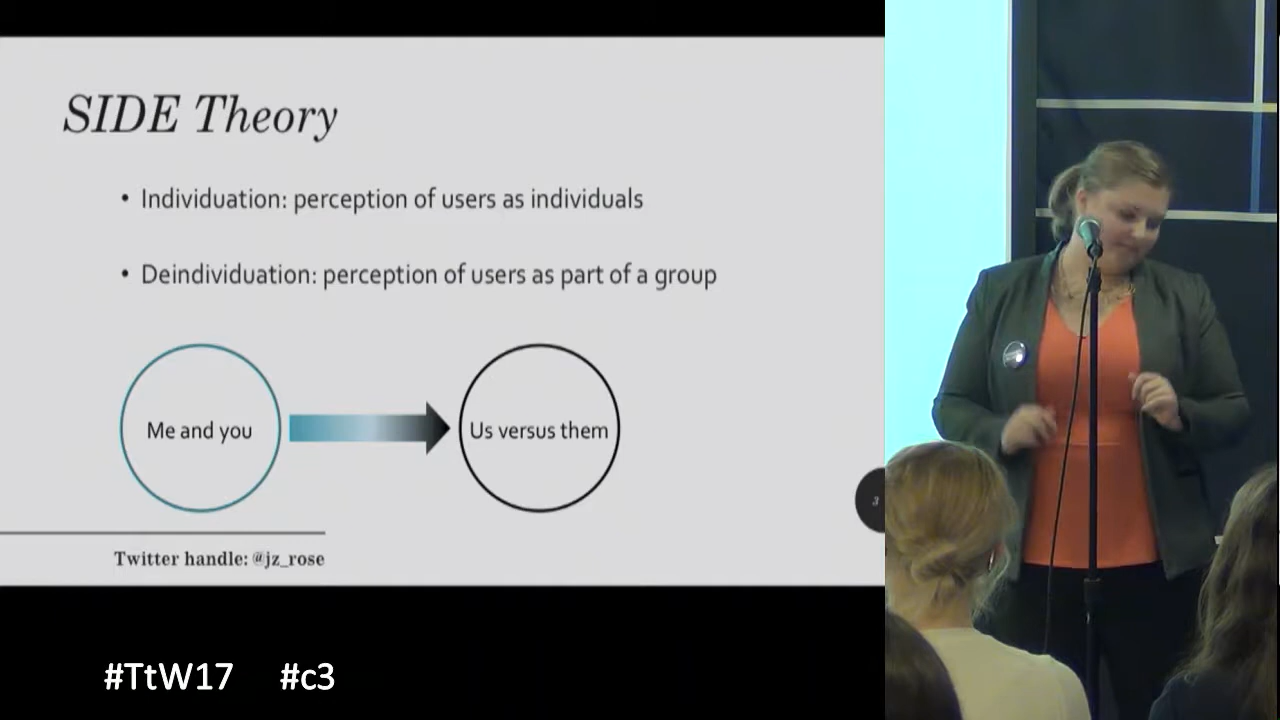 SIDE Theory
• Individuation: perception of users as individuals
• Deindividuation: perception of users as part of a group
Me and you
Us versus them
3
Twitter handle: @jz_rose
#TtW17 #c3